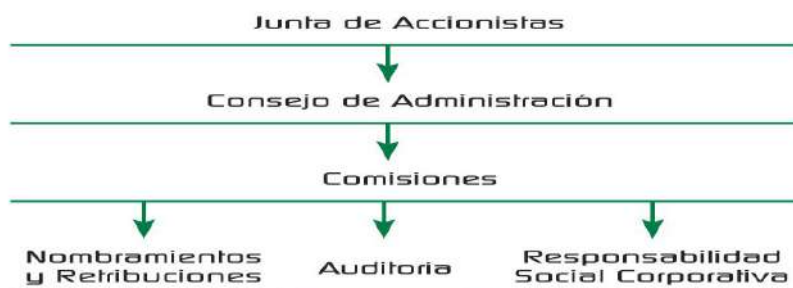 Junta de Accionistas
Consejo de Administración
Comisiones
Nombramientos
y Retribuciones
Auditoria
Responsabilidad
Social Corporativa